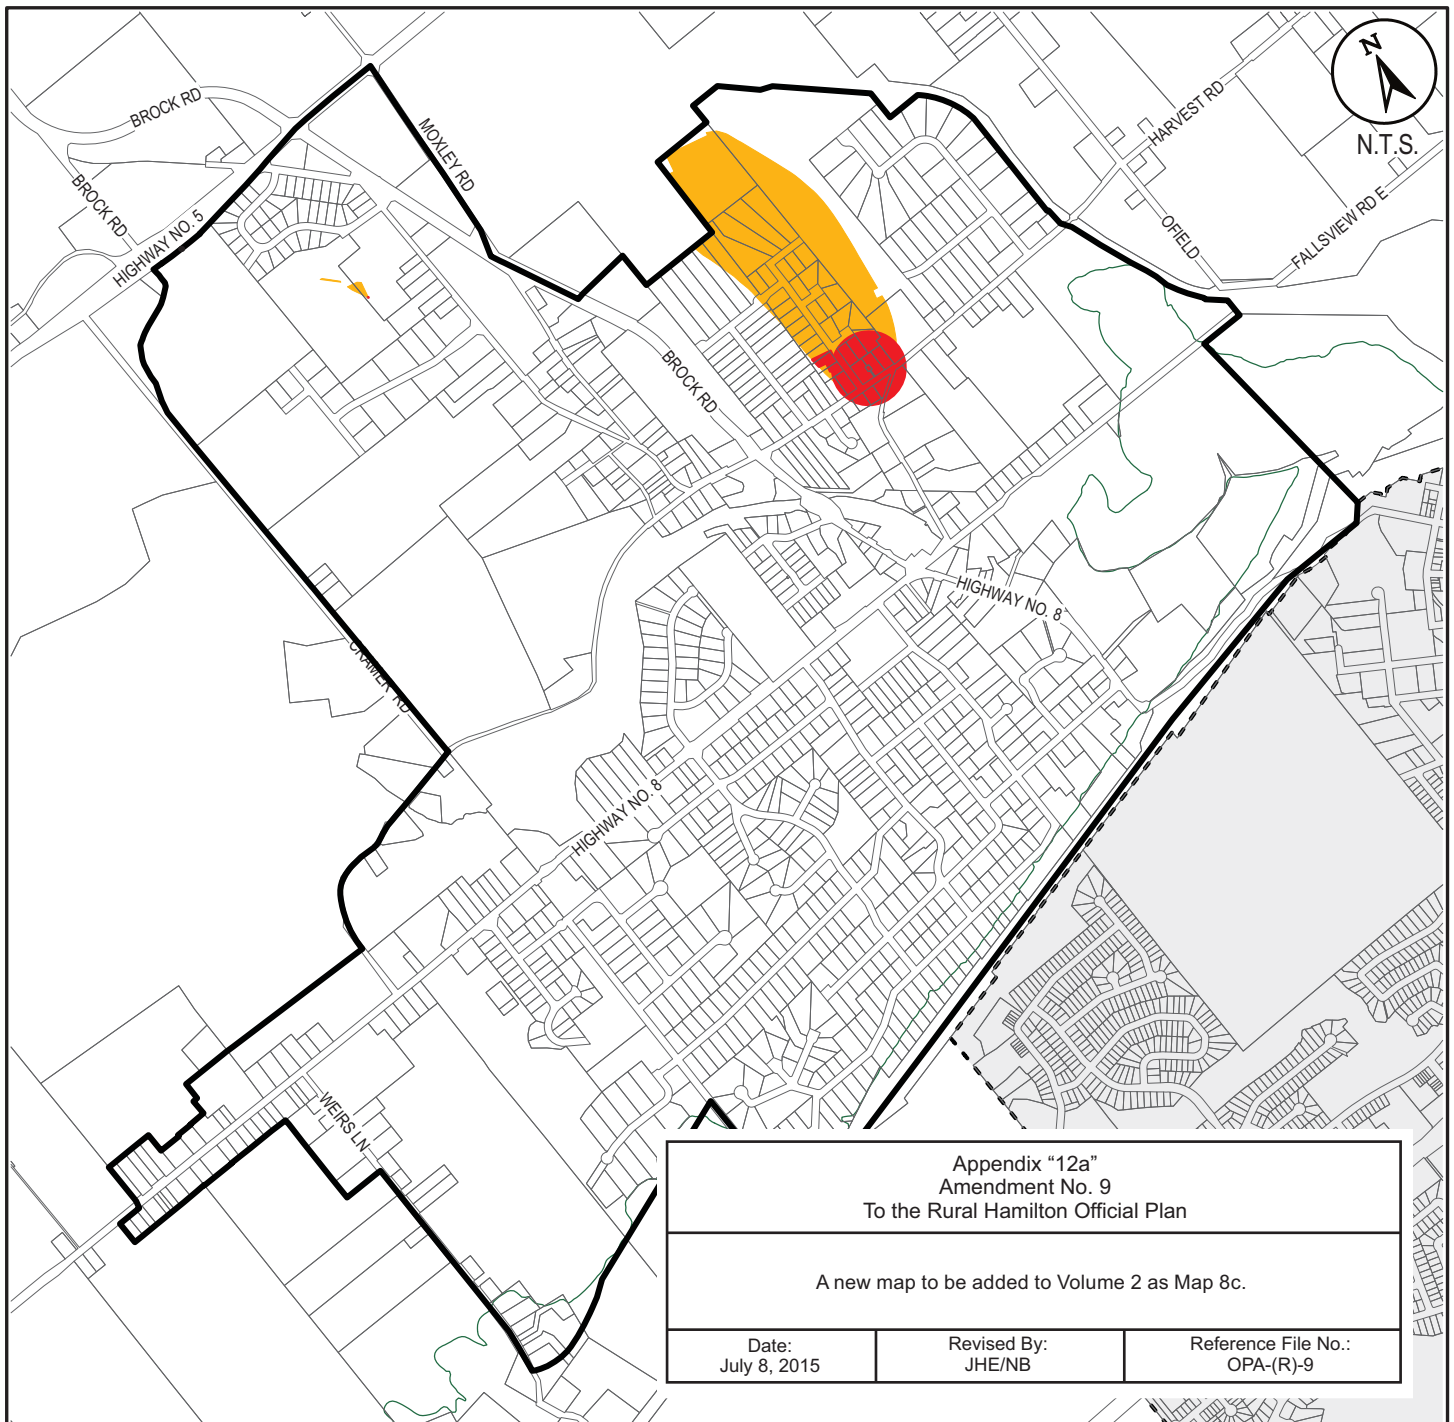 N
N.T.S.
BROCK RD
MOXLEY RD
HARVEST RD
BROCK RD
HIGHWAY NO. 5
OFIELD
FALLSVIEW RD E
BROCK RD
HIGHWAY NO. 8
CRAMER RD
HIGHWAY NO. 8
WEIRS LN
Appendix “12a”
Amendment No. 9
To the Rural Hamilton Official Plan
A new map to be added to Volume 2 as Map 8c.
Date:
July 8, 2015
Revised By:
JHE/NB
Reference File No.:
OPA-(R)-9